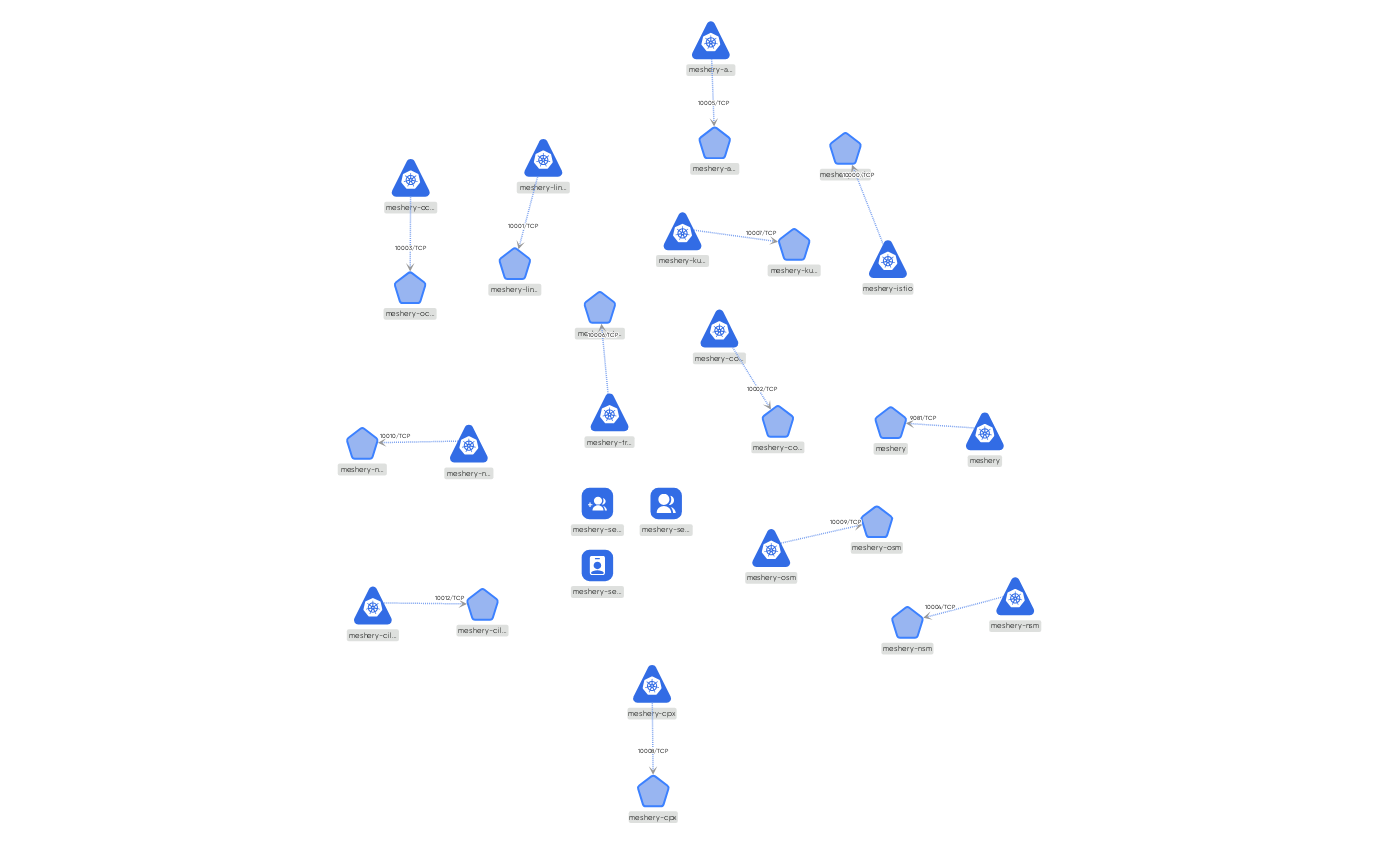 meshery-a...
10005/TCP
meshery-a...
meshery-lin...
meshery-oc...
10001/TCP
10000/TCP
meshery-ku...
10007/TCP
meshery-ku...
10003/TCP
meshery-lin...
meshery-istio
meshery-oc...
10006/TCP
meshery-co...
10002/TCP
9081/TCP
meshery-tr...
meshery-co...
meshery
meshery
10010/TCP
meshery-n...
meshery-n...
meshery-se...
meshery-se...
10009/TCP
meshery-osm
meshery-osm
meshery-se...
10012/TCP
meshery-cil...
meshery-cil...
10004/TCP
meshery-nsm
meshery-nsm
meshery-cpx
10008/TCP
meshery-cpx